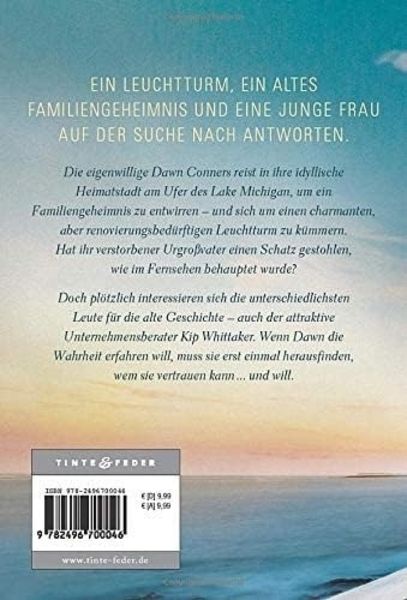 EIN LEUCHTTURM, EIN ALTES
FAMILIENGEHEIMNIS UND EINE JUNGE FRAU
AUF DER SUCHE NACH ANTWORTEN.
Die eigenwillige Dawn Conners reist in ihre idyllische
Heimatstadt am Ufer des Lake Michigan, um ein
Familiengeheimnis zu entwirren – und sich um einen charmanten,
aber renovierungsbedürftigen Leuchtturm zu kümmern.
Hat ihr verstorbener Urgroßvater einen Schatz gestohlen,
wie im Fernsehen behauptet wurde?
Doch plötzlich interessieren sich die unterschiedlichsten
Leute für die alte Geschichte – auch der attraktive
Unternehmensberater Kip Whittaker. Wenn Dawn die
Wahrheit erfahren will, muss sie erst einmal herausfinden,
wem sie vertrauen kann ... und will.
TINTE & FEDER
ISBN 978-2496700046
€ [D] 9,99
€ [A] 9,99
9 782496 700046
www.tinte-feder.de